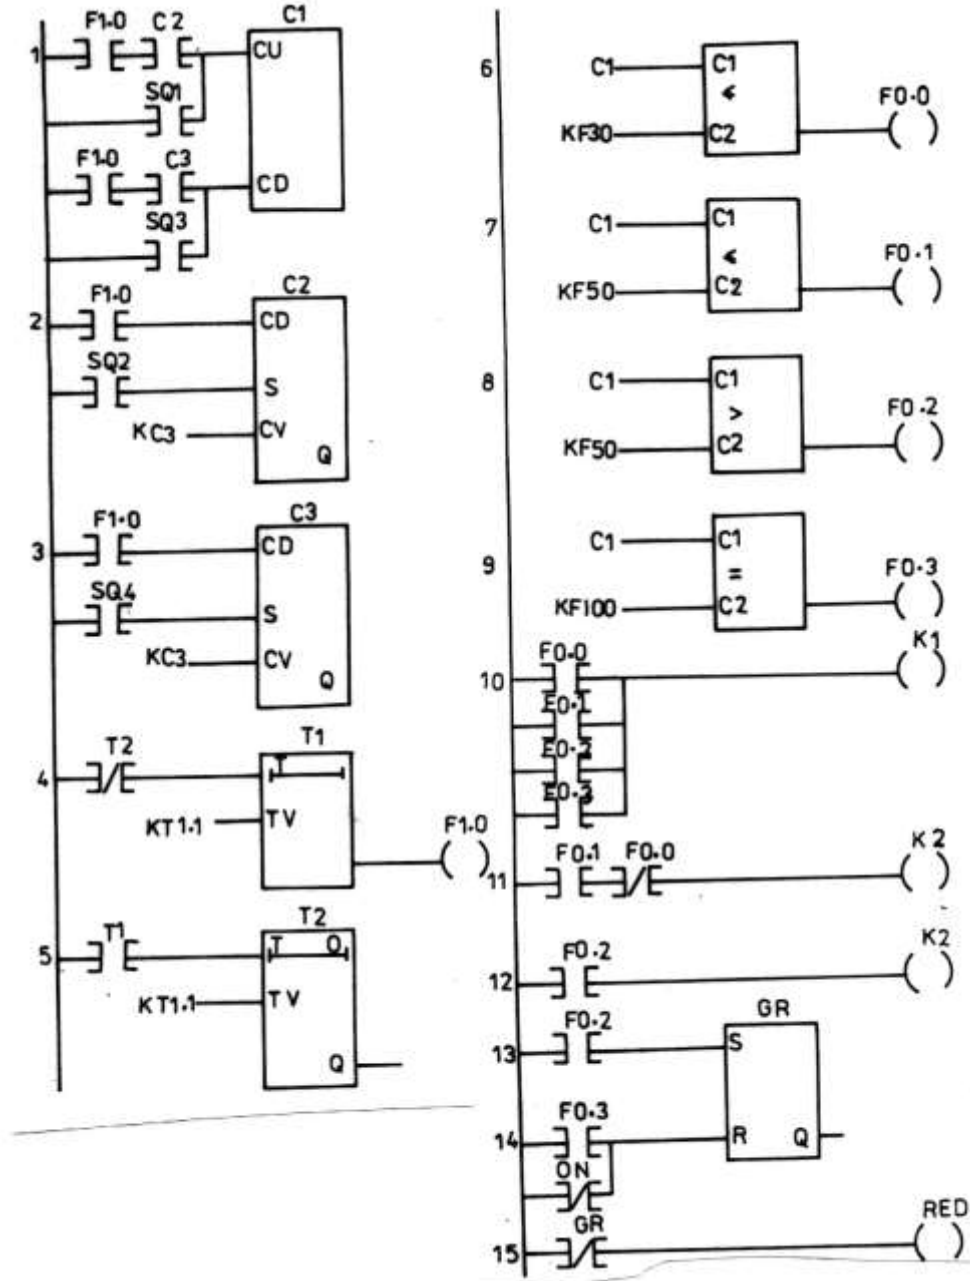 C1
F1.0 C2
1 CU
SQ1
F1.0 C3
CD
SQ3
C2
F1.0
2 CD
SQ2
S
KC3 CV
Q
C3
F1.0
3 CD
SQ4
S
KC3 CV
Q
T1
T2
4 T
KT1.1 TV
F1.0
T2
T1
5 T O
KT1.1 TV
Q
6 C1 C1
<
F0.0
KF30 C2
7 C1 C1
<
F0.1
KF50 C2
8 C1 C1
>
F0.2
KF50 C2
C1 C1
9 =
F0.3
KF100 C2
F0.0 K1
10
F0.1
F0.2
F0.3
F0.1 F0.0 K2
11
F0.2 K2
12
F0.2 GR
13 S
F0.3
14 R Q
ON
GR RED
15